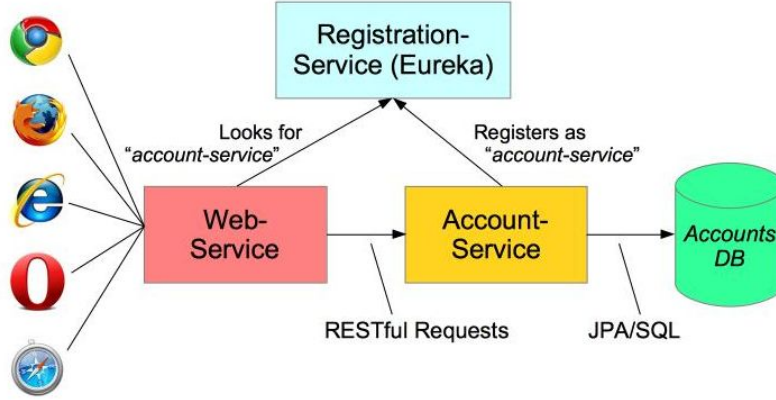 Registration-
Service (Eureka)
Looks for
"account-service"
Registers as
"account-service"
Web-
Service
Account-
Service
Accounts
DB
RESTful Requests
JPA/SQL